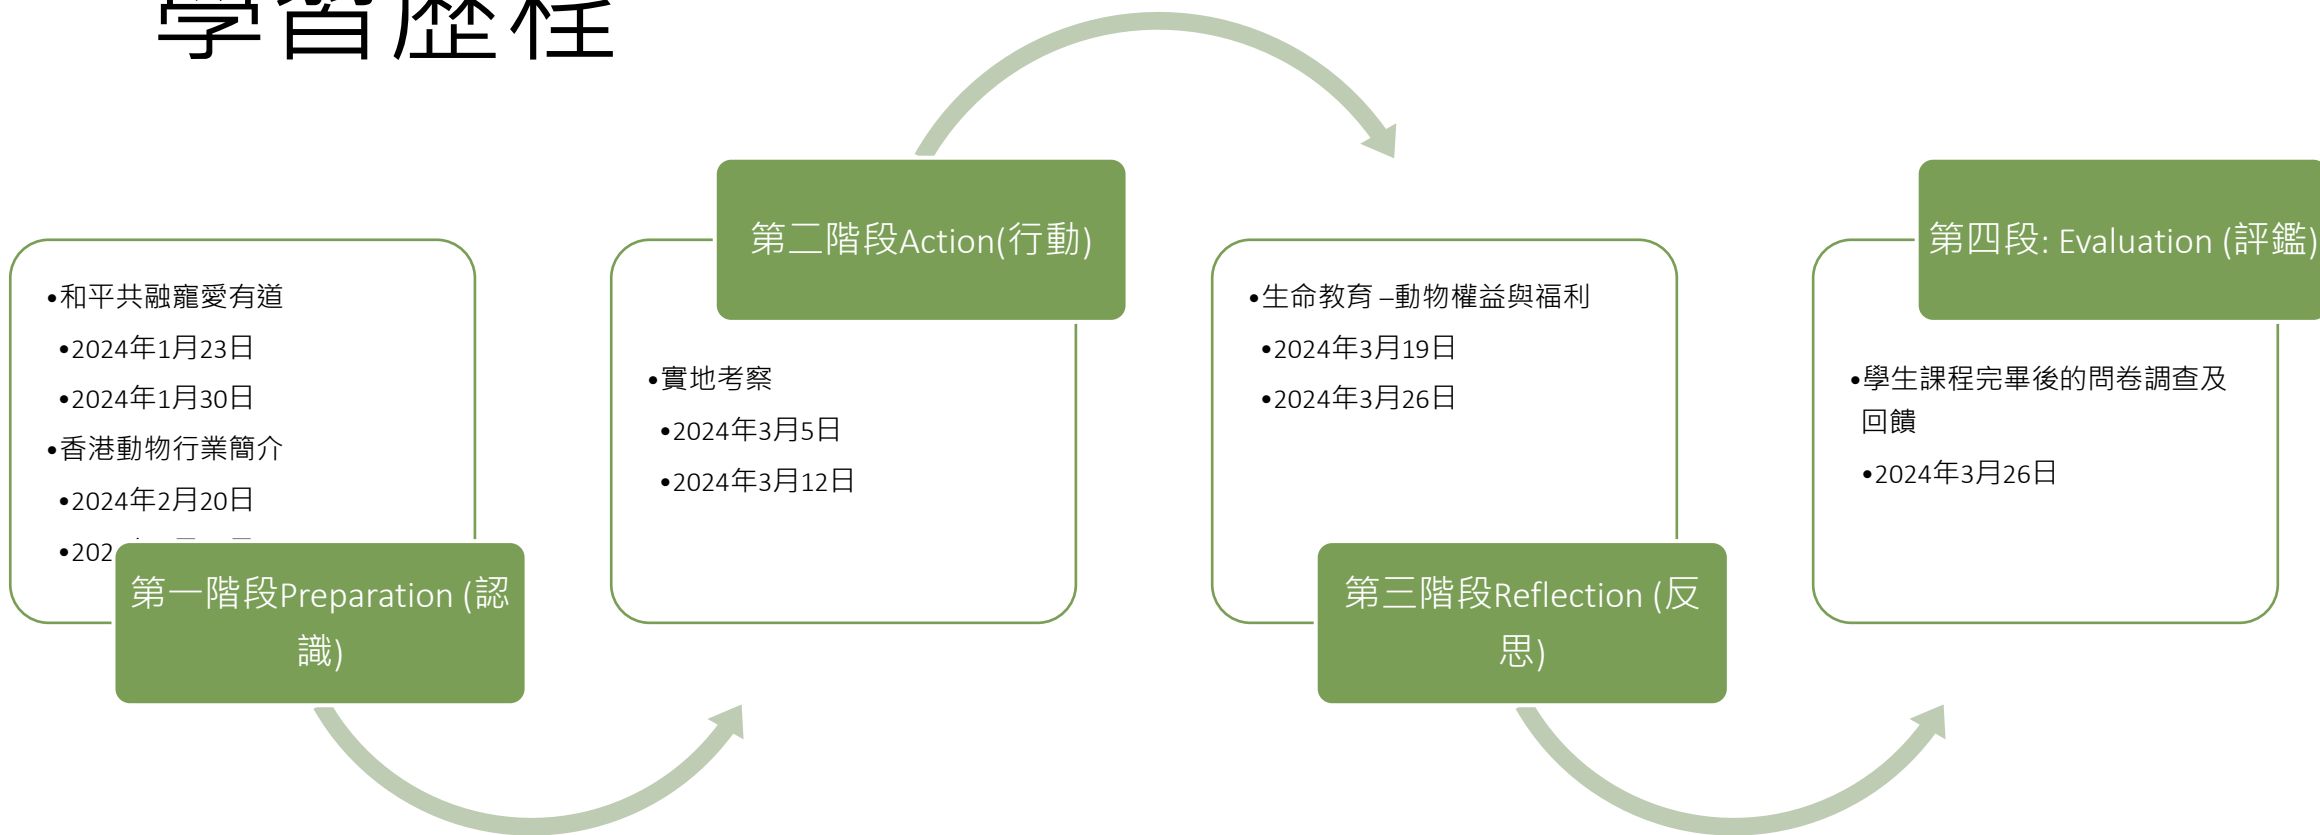 學習歷程
•和平共融寵愛有道
•2024年1月23日
•2024年1月30日
•香港動物行業簡介
•2024年2月20日
•202
第一階段Preparation (認
識)
第二階段Action(行動)
•實地考察
•2024年3月5日
•2024年3月12日
•生命教育 –動物權益與福利
•2024年3月19日
•2024年3月26日
第三階段Reflection (反
思)
第四段: Evaluation (評鑑)
•學生課程完畢後的問卷調查及
回饋
•2024年3月26日